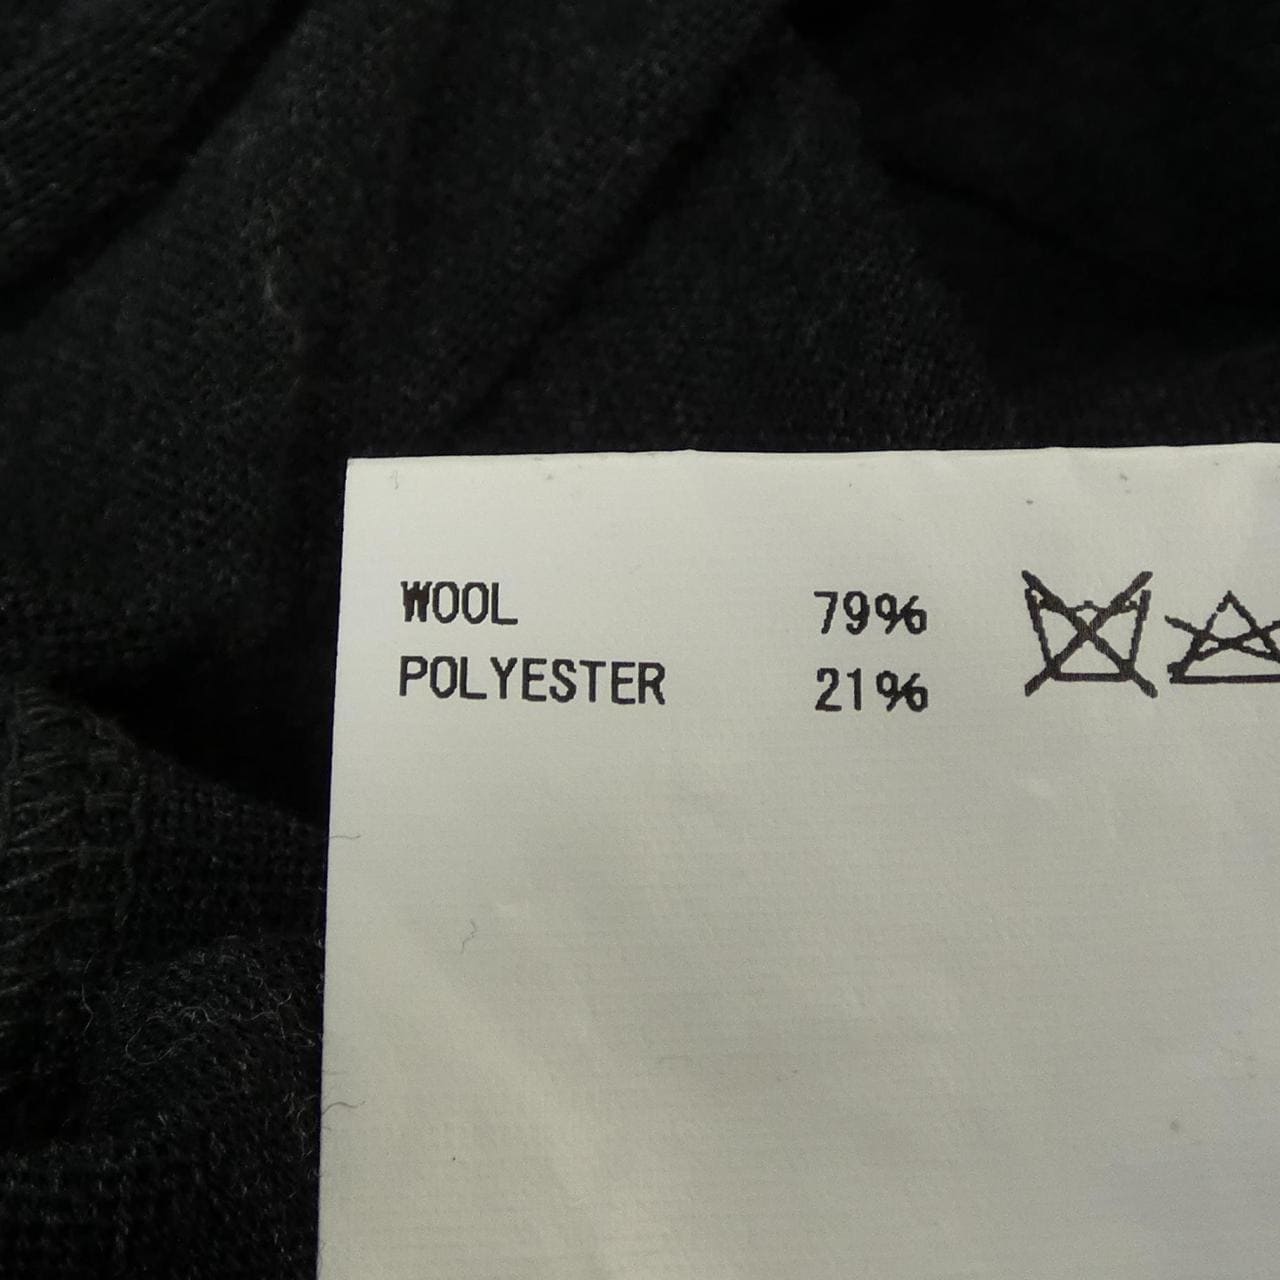 WOOL 79%
POLYESTER 21%